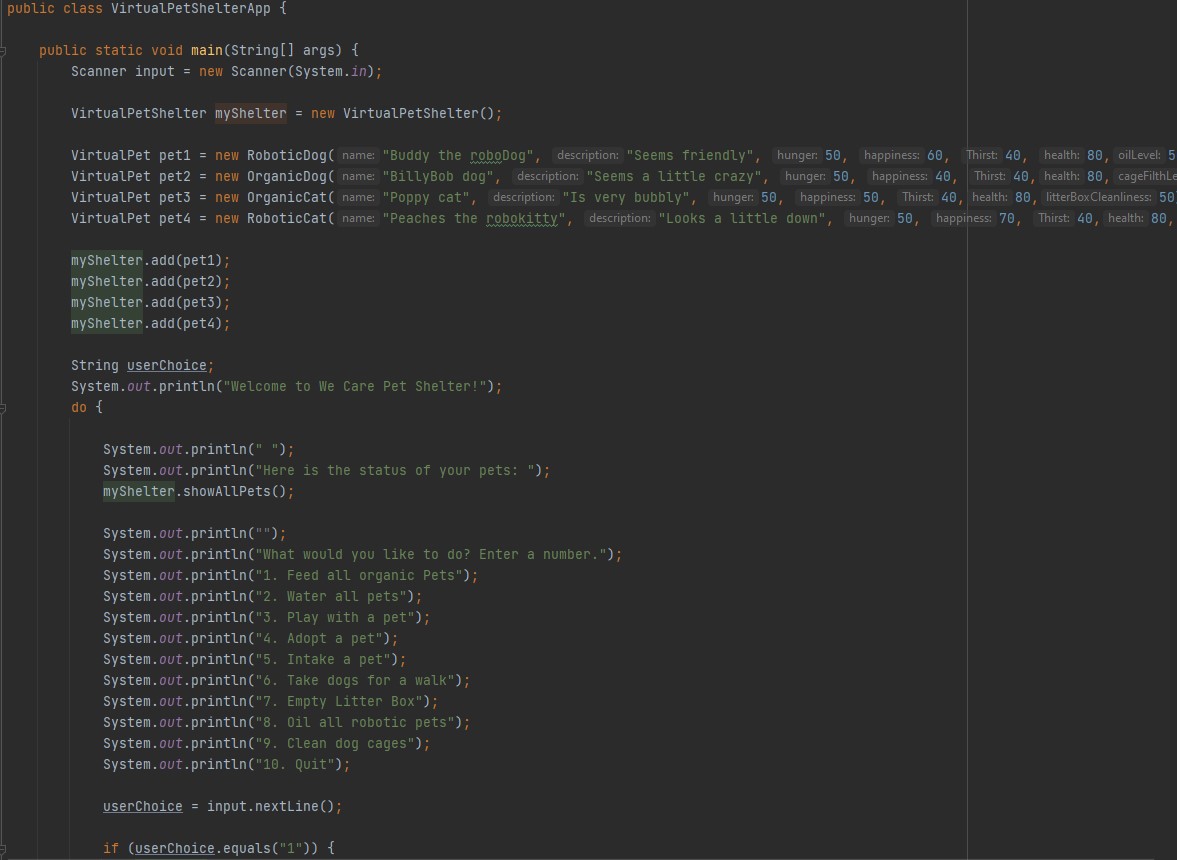 public class VirtualPetShelterApp {
public static void main(String[] args) {
Scanner input = new Scanner(System.in);
VirtualPetShelter myShelter = new VirtualPetShelter();
VirtualPet pet1 = new RoboticDog( name: "Buddy the roboDog", description: "Seems friendly", hunger: 50, happiness: 60, Thirst: 40, health: 80, oilLevel: 5
VirtualPet pet2 = new OrganicDog( name: "BillyBob dog", description: "Seems a little crazy", hunger: 50, happiness: 40, Thirst: 40, health: 80, cageFilthLe
VirtualPet pet3 = new OrganicCat( name: "Poppy cat", description: "Is very bubbly", hunger: 50, happiness: 50, Thirst: 40, health: 80, litterBoxCleanliness: 50
VirtualPet pet4 = new RoboticCat( name: "Peaches the robokitty", description: "Looks a little down", hunger: 50, happiness: 70, Thirst: 40, health: 80,
myShelter.add(pet1);
myShelter.add(pet2);
myShelter.add(pet3);
myShelter.add(pet4);
String userChoice;
System.out.println("Welcome to We Care Pet Shelter!");
do {
System.out.println(" ");
System.out.println("Here is the status of your pets: ");
myShelter.showAllPets();
System.out.println("");
System.out.println("What would you like to do? Enter a number.");
System.out.println("1. Feed all organic Pets");
System.out.println("2. Water all pets");
System.out.println("3. Play with a pet");
System.out.println("4. Adopt a pet");
System.out.println("5. Intake a pet");
System.out.println("6. Take dogs for a walk");
System.out.println("7. Empty Litter Box");
System.out.println("8. Oil all robotic pets");
System.out.println("9. Clean dog cages");
System.out.println("10. Quit");
userChoice = input.nextLine();
if (userChoice.equals("1")) {